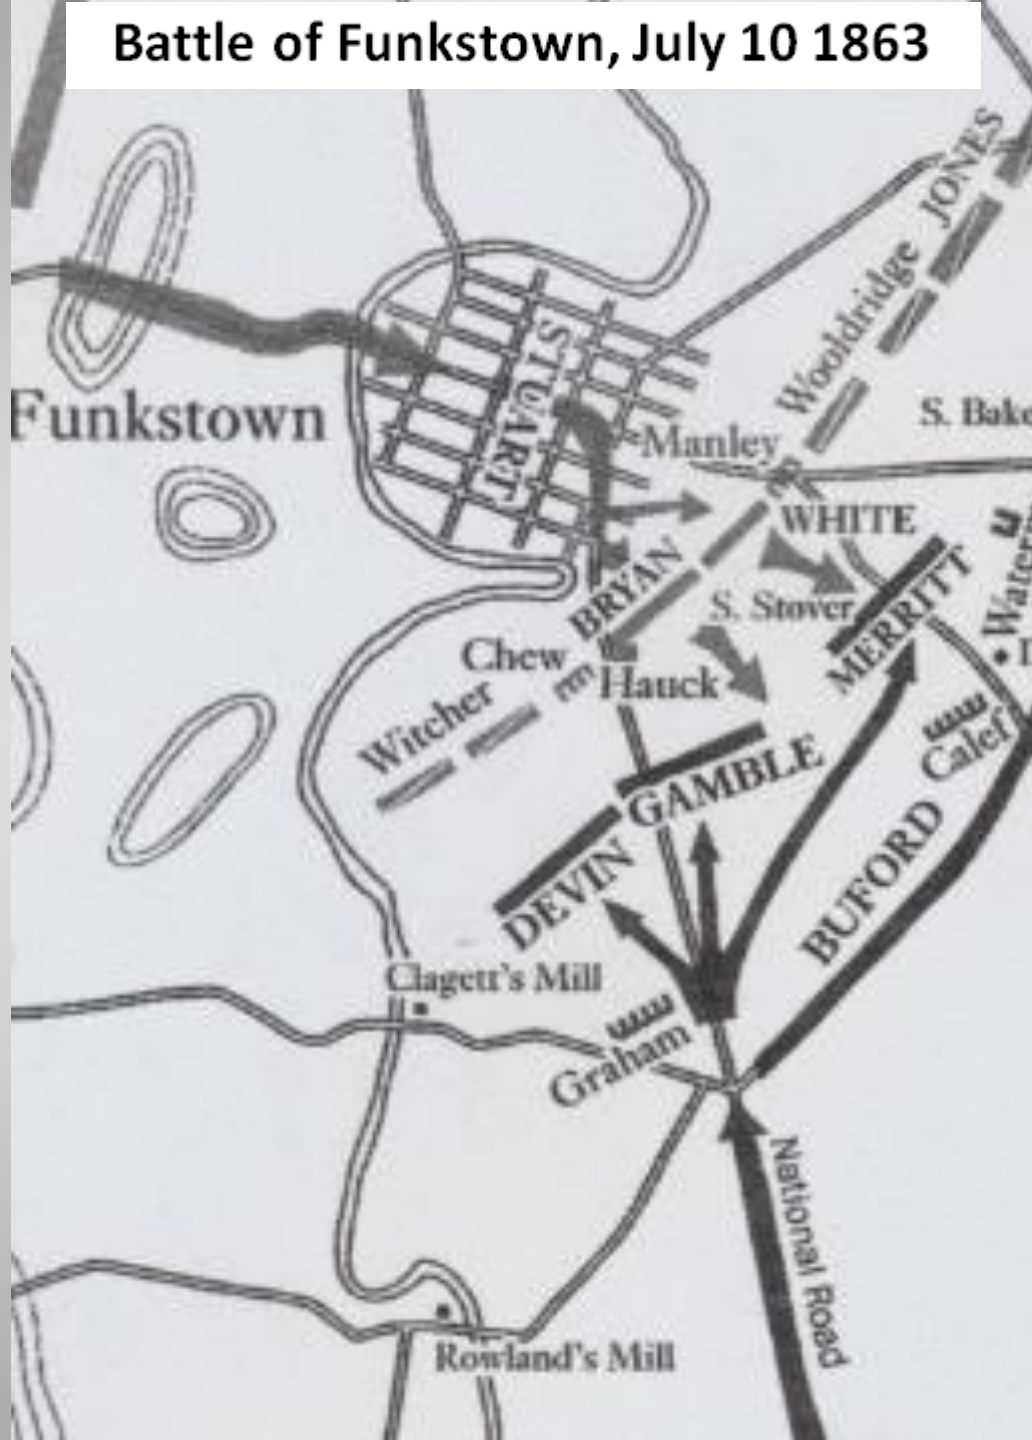 Battle of Funkstown, July 10 1863
JONES
Wooldridge
STUART
Funkstown
Manley
S.
WHITE
BRYAN
S. Stover
MERRITT
Chew
Hauck
Witcher
Calef
GAMBLE
DEVIN
BUFORD
Clagett's Mill
Graham
National Road
Rowland's Mill